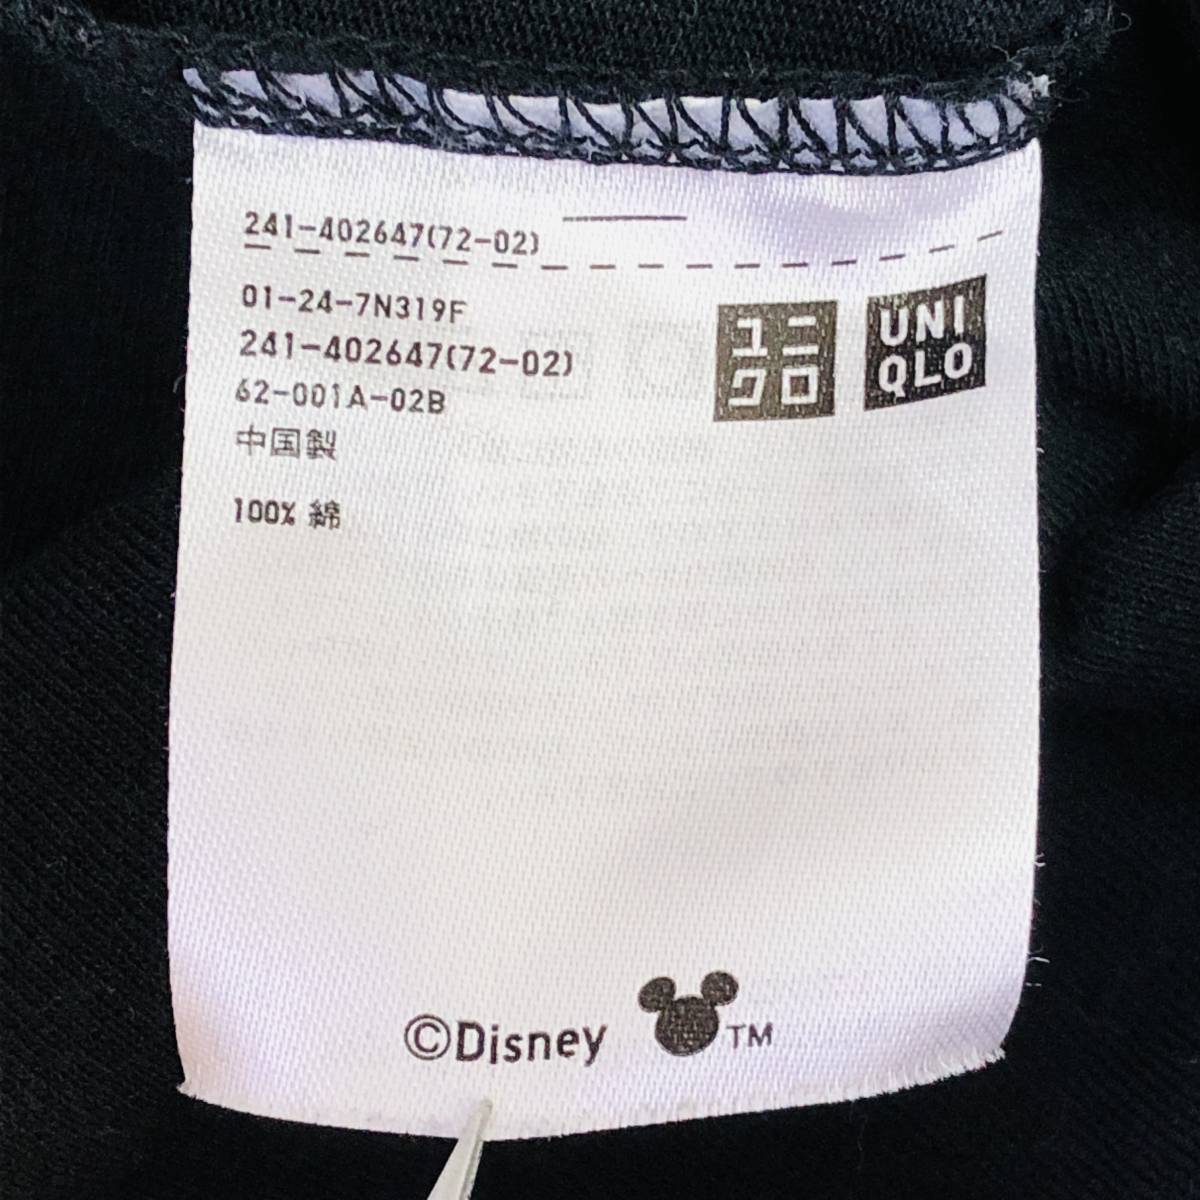 241-402647(72-02)
01-24-7N319F
241-402647(72-02)
62-001A-02B
中国製
100% 綿
ユニ
クロ
UNI
QLO
©Disney TM